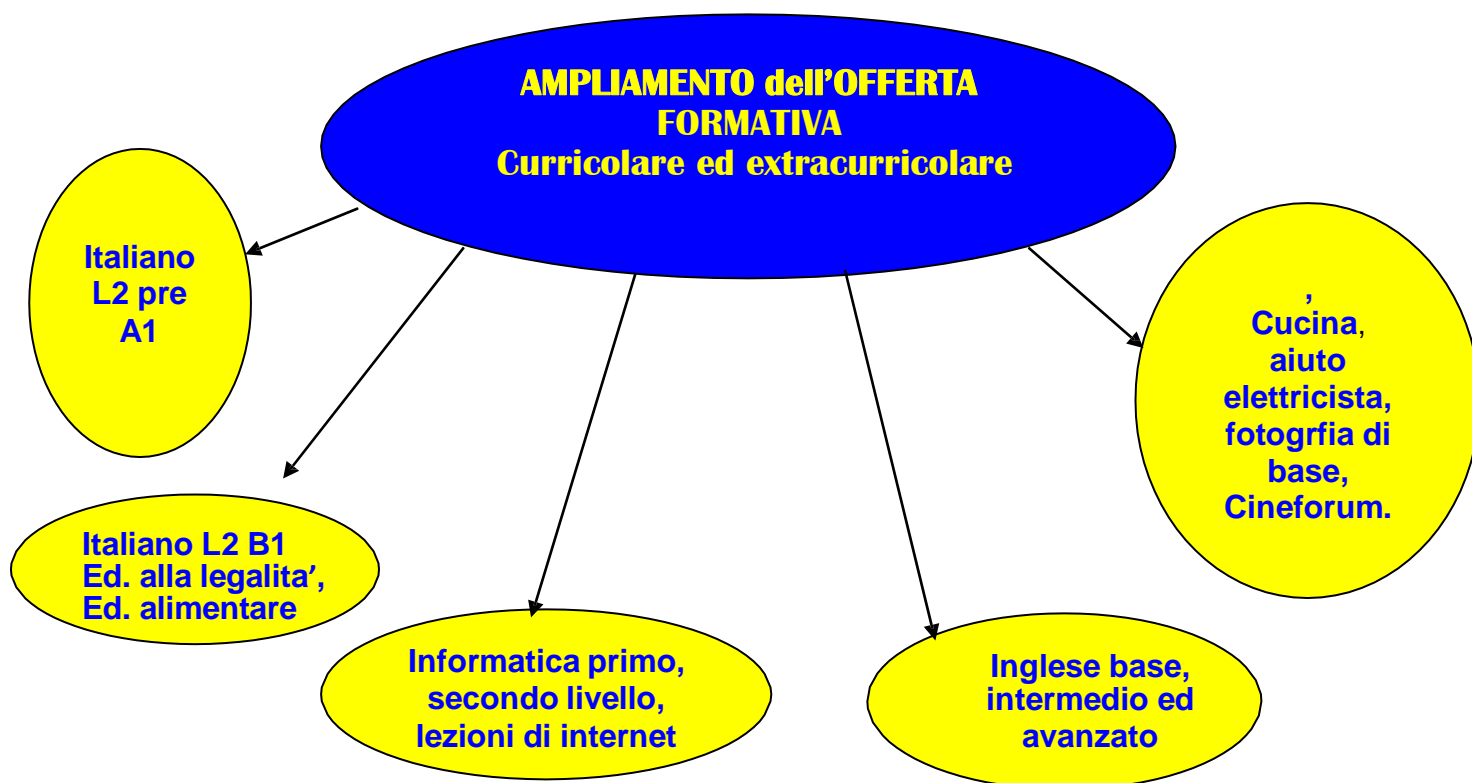 AMPLIAMENTO dell’OFFERTA
FORMATIVA
Curricolare ed extracurricolare
Italiano
L2 pre
A1
Italiano L2 B1
Ed. alla legalita’,
Ed. alimentare
Informatica primo,
secondo livello,
lezioni di internet
Inglese base,
intermedio ed
avanzato
,
Cucina,
aiuto
elettricista,
fotogrfia di
base,
Cineforum.